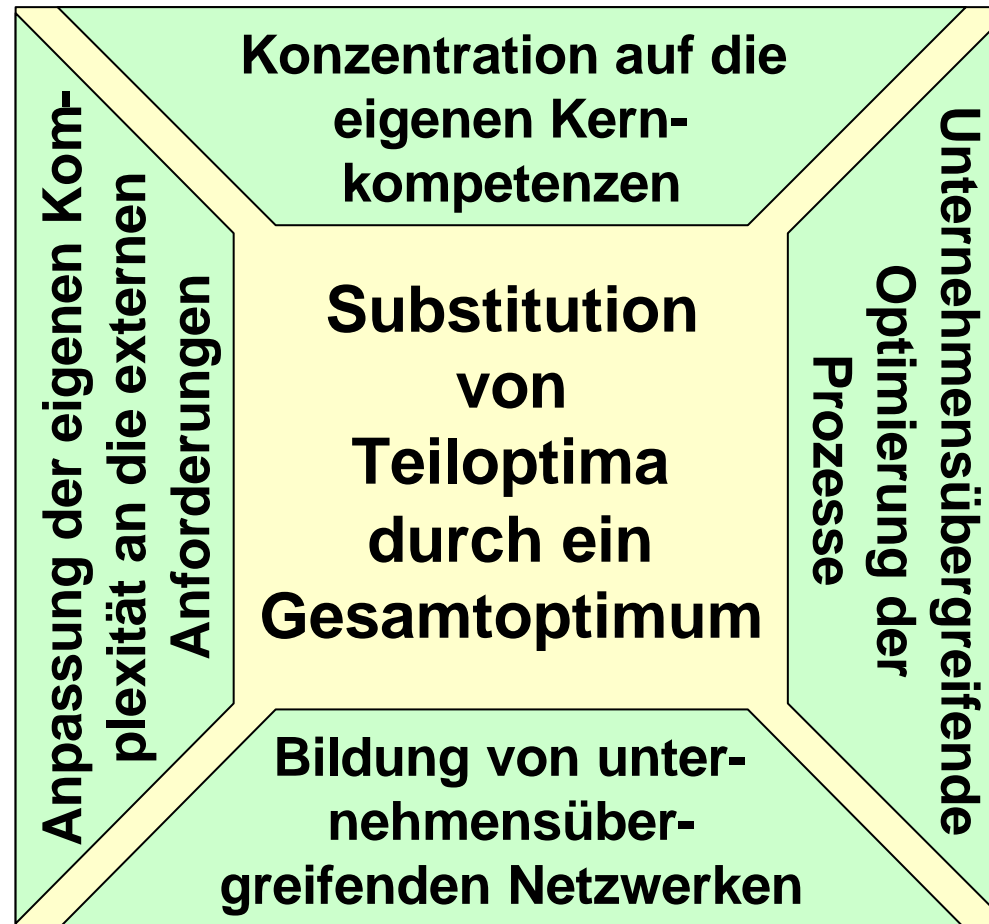 Konzentration auf die
eigenen Kern-
kompetenzen
Anpassung der eigenen Kom-
plexität an die externen
Anforderungen
Substitution
von
Teiloptima
durch ein
Gesamtoptimum
Unternehmensübergreifende
Optimierung der
Prozesse
Bildung von unter-
nehmensüber-
greifenden Netzwerken